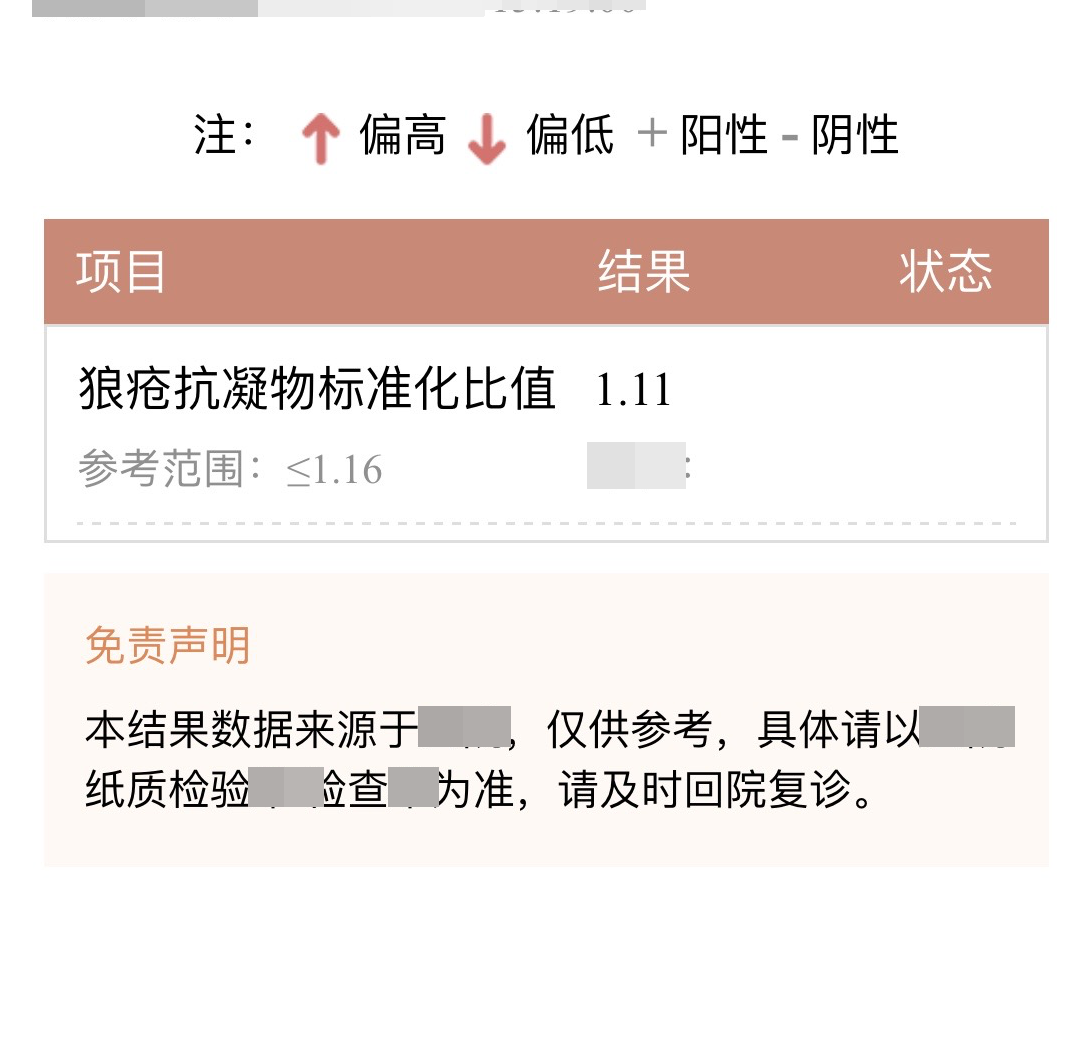 注： ↑ 偏高 ↓ 偏低 + 阳性 - 阴性
项目 结果 状态
狼疮抗凝物标准化比值 1.11
参考范围：≤1.16 :
免责声明
本结果数据来源于，仅供参考，具体请以
纸质检验检查为准，请及时回院复诊。